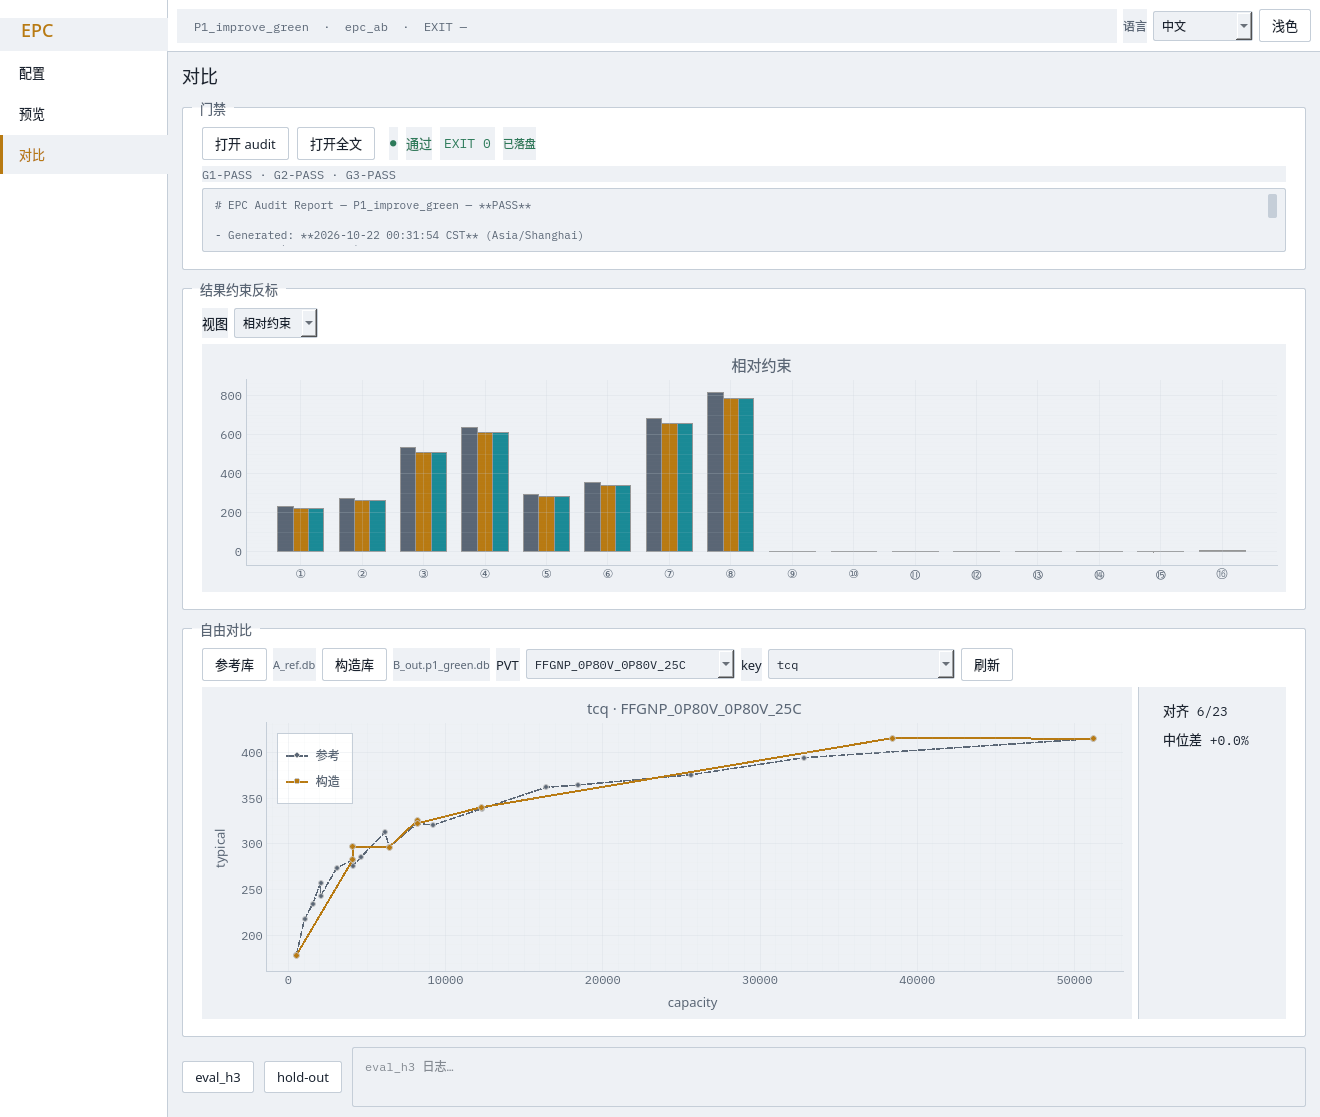 EPC
P1_improve_green · epc_ab · EXIT —
语言
中文
浅色
配置
预览
对比
对比
门禁
打开 audit
打开全文
● 通过
EXIT 0
已落盘
G1-PASS · G2-PASS · G3-PASS
# EPC Audit Report — P1_improve_green — **PASS**
- Generated: **2026-10-22 00:31:54 CST** (Asia/Shanghai)
结果约束反标
视图
相对约束
相对约束
800
600
400
200
0
① ② ③ ④ ⑤ ⑥ ⑦ ⑧ ⑨ ⑩ ⑪ ⑫ ⑬ ⑭ ⑮ ⑯
自由对比
参考库
A_ref.db
构造库
B_out.p1_green.db
PVT
FFGNP_0P80V_0P80V_25C
key
tcq
刷新
tcq · FFGNP_0P80V_0P80V_25C
参考
构造
400
350
300
250
200
typical
0 10000 20000 30000 40000 50000
capacity
对齐 6/23
中位差 +0.0%
eval_h3
hold-out
eval_h3 日志…